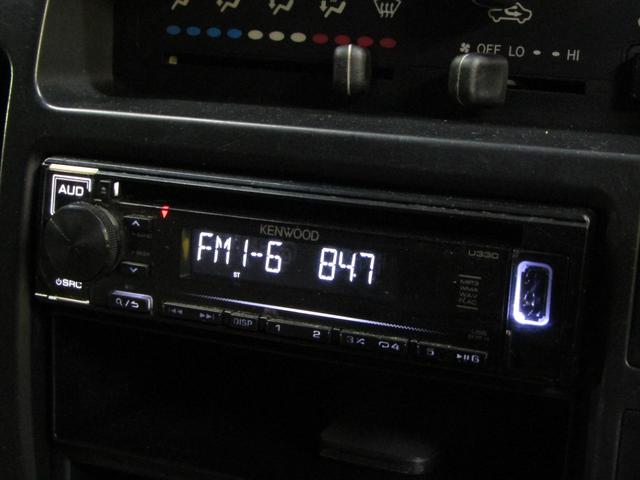 OFF LO HI
AUD
KENWOOD
U330
FM1-6 84.7
ST
MP3
WMA
WAV
FLAC
SRC
DISP 1 2 3 4 5 6